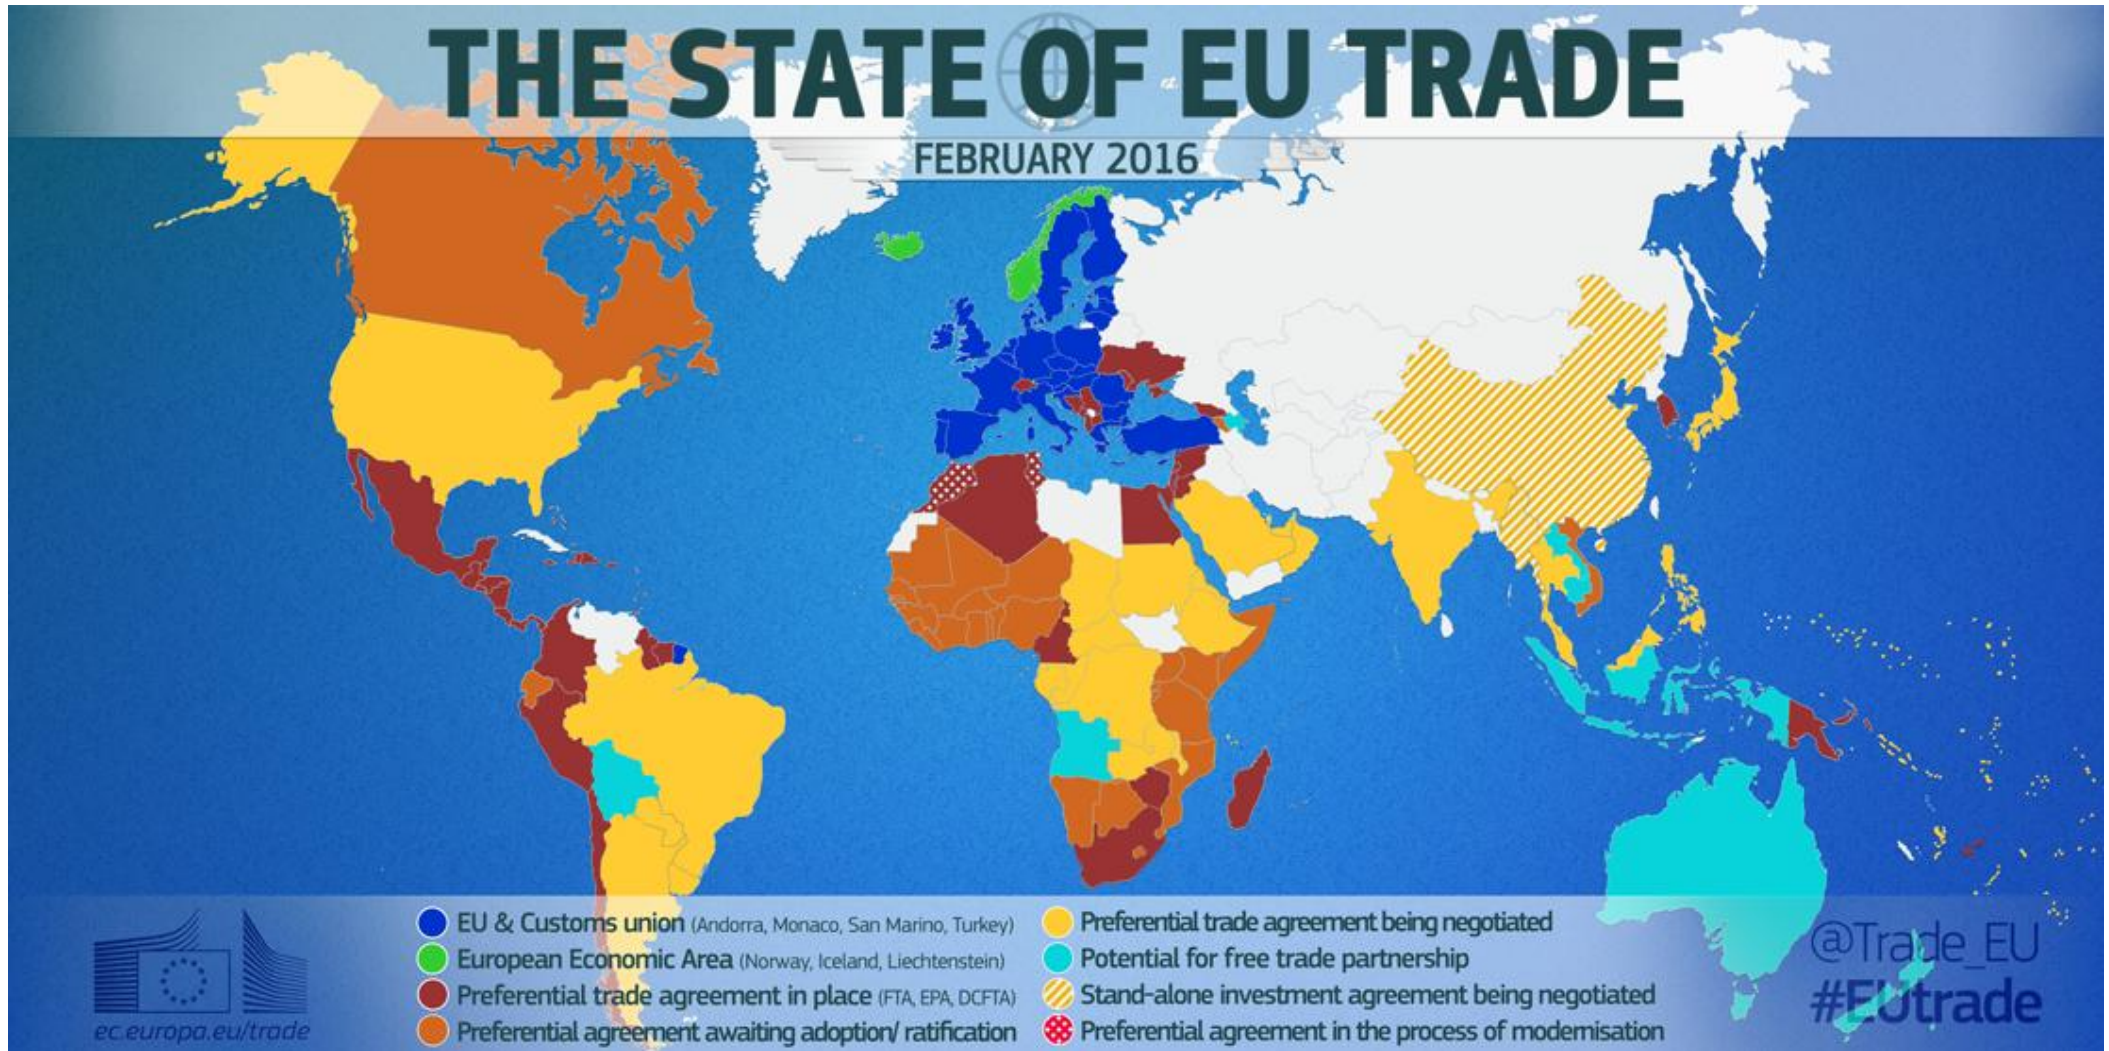 THE STATE OF EU TRADE
FEBRUARY 2016
EU & Customs union (Andorra, Monaco, San Marino, Turkey)
European Economic Area (Norway, Iceland, Liechtenstein)
Preferential trade agreement in place (FTA, EPA, DCFTA)
Preferential agreement awaiting adoption/ ratification
Preferential trade agreement being negotiated
Potential for free trade partnership
Stand-alone investment agreement being negotiated
Preferential agreement in the process of modernisation
ec.europa.eu/trade
@Trade_EU
#EUtrade